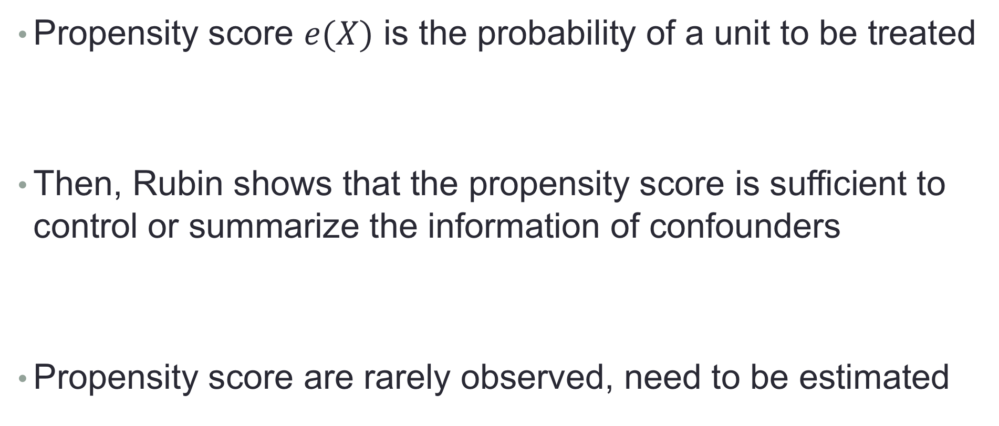 • Propensity score e(X) is the probability of a unit to be treated
• Then, Rubin shows that the propensity score is sufficient to
control or summarize the information of confounders
• Propensity score are rarely observed, need to be estimated